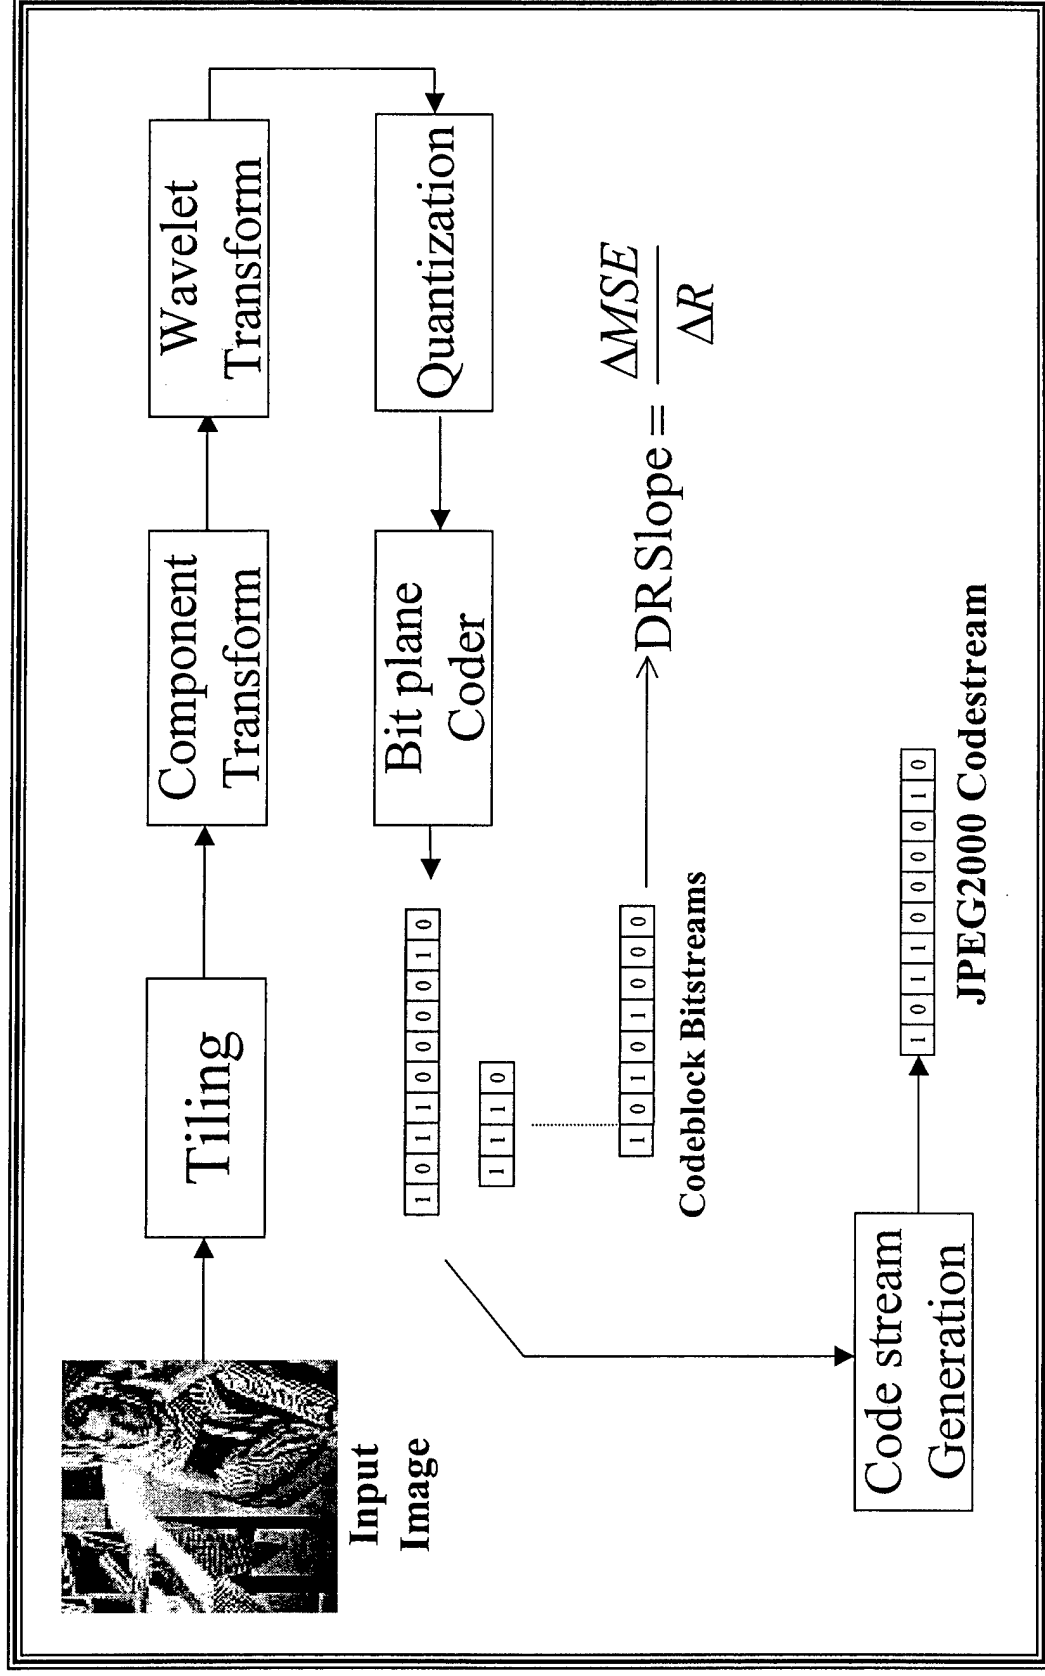 Input
Image
Tiling
Component
Transform
Wavelet
Transform
Quantization
Bit plane
Coder
1 0 1 1 0 0 0 0 1 0
1 1 1 0
1 0 1 0 1 0 0 0
Codeblock Bitstreams
DRSlope = ΔMSE
ΔR
Code stream
Generation
1 0 1 1 0 0 0 0 1 0
JPEG2000 Codestream